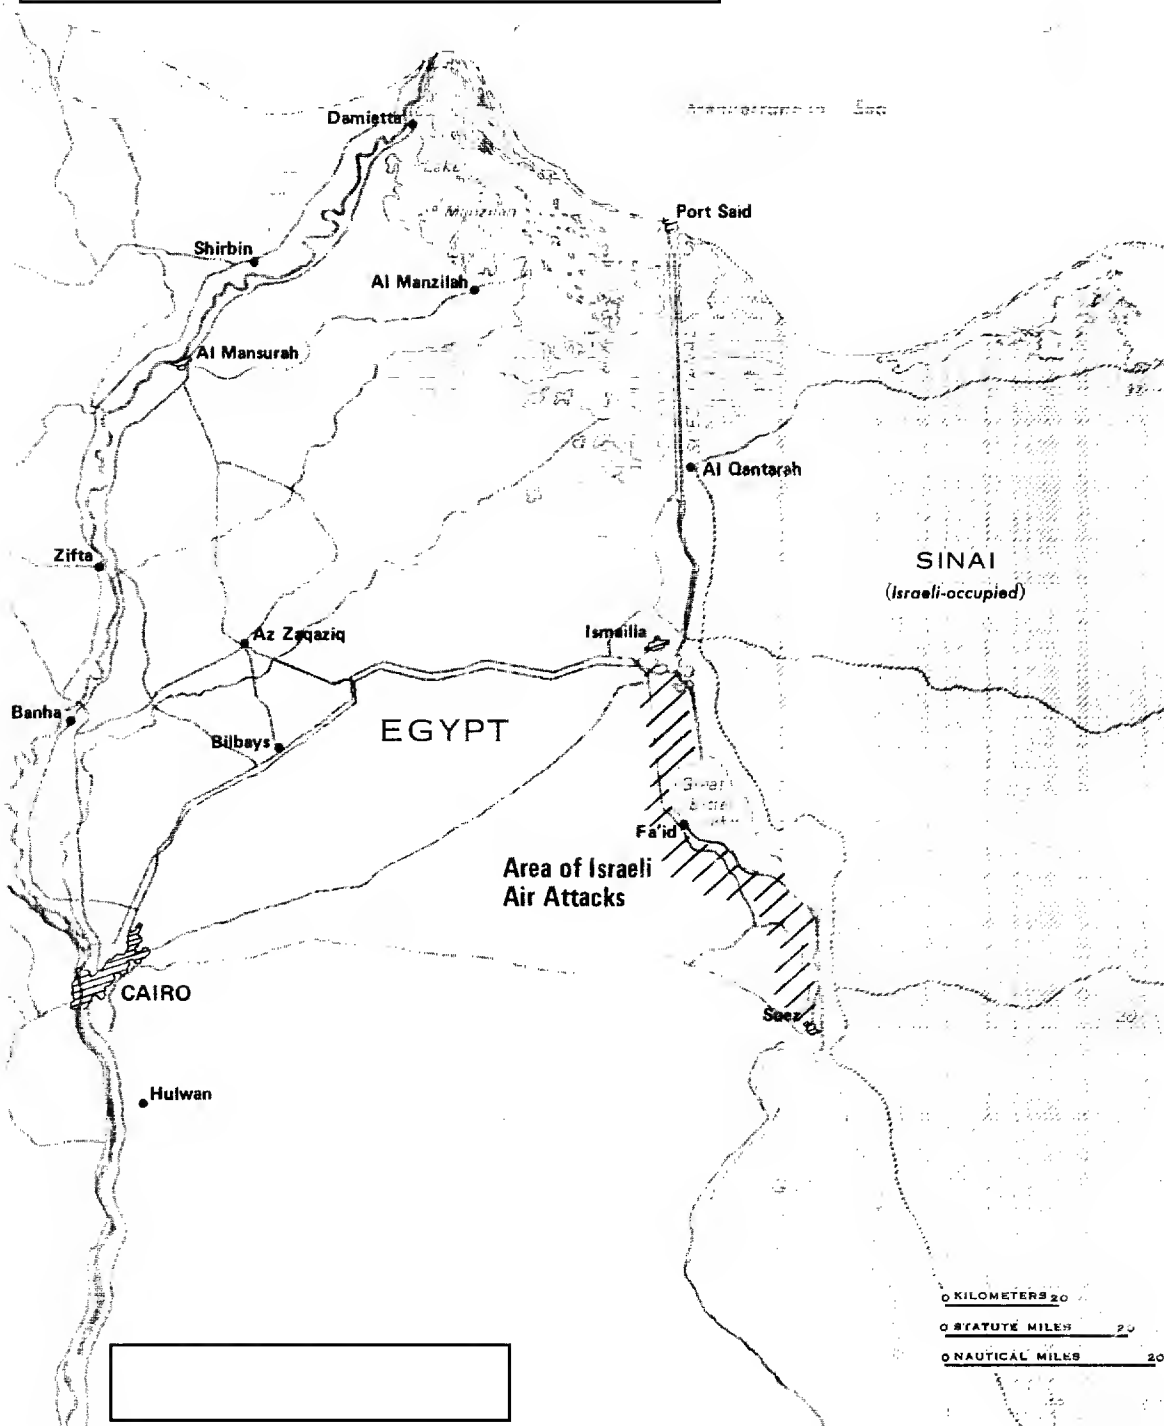 Damietta
Lake
Port Said
Shirbin
Al Manzilah
Al Mansurah
Al Qantarah
Zifta
SINAI
(Israeli-occupied)
Az Zaqaziq
Ismailia
Banha
EGYPT
Bilbays
Great
Fa'id
Area of Israeli
Air Attacks
CAIRO
Suez
Hulwan
0 KILOMETERS 20
0 STATUTE MILES 20
0 NAUTICAL MILES 20